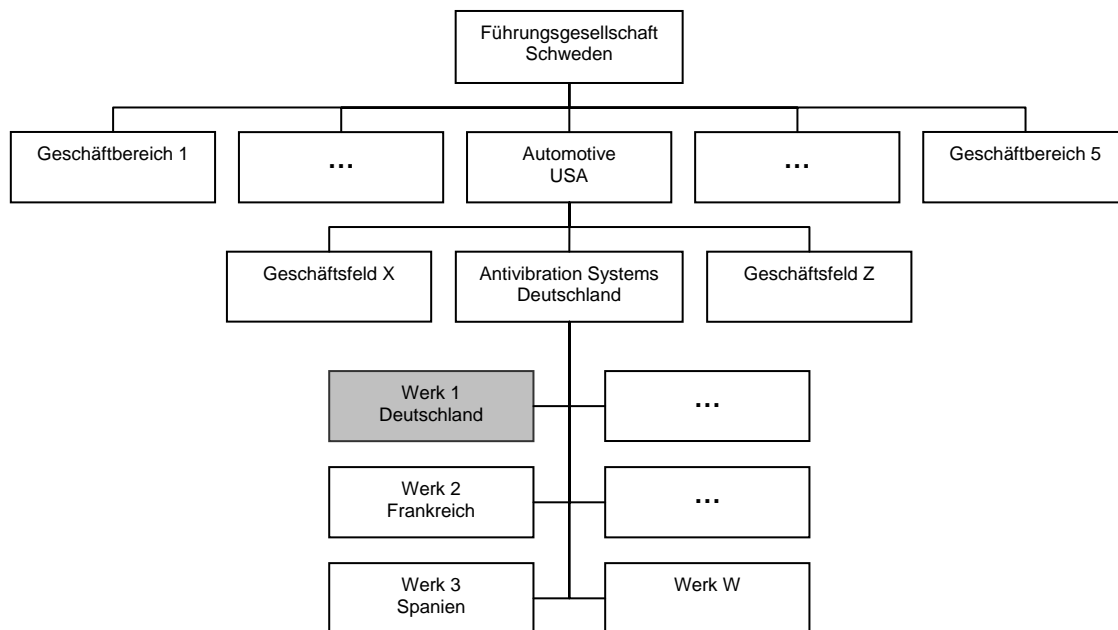 Führungsgesellschaft
Schweden
Geschäftbereich 1
...
Automotive
USA
...
Geschäftbereich 5
Geschäftsfeld X
Antivibration Systems
Deutschland
Geschäftsfeld Z
Werk 1
Deutschland
...
Werk 2
Frankreich
...
Werk 3
Spanien
Werk W